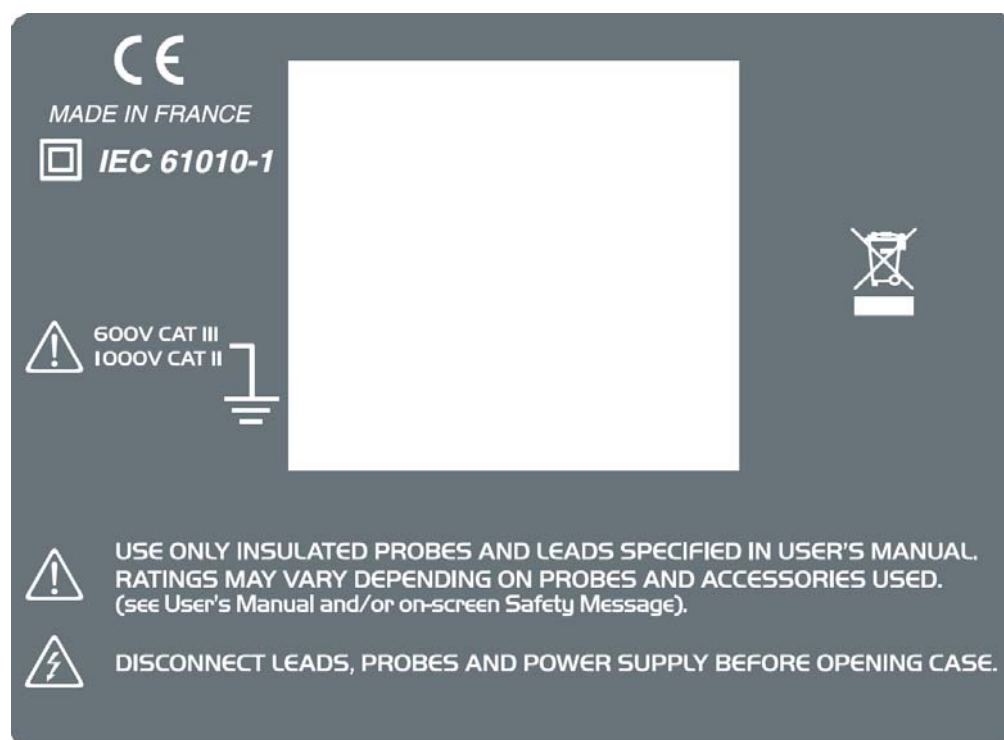 CE
MADE IN FRANCE
IEC 61010-1
600V CAT III
1000V CAT II
USE ONLY INSULATED PROBES AND LEADS SPECIFIED IN USER'S MANUAL.
RATINGS MAY VARY DEPENDING ON PROBES AND ACCESSORIES USED.
(see User's Manual and/or on-screen Safety Message).
DISCONNECT LEADS, PROBES AND POWER SUPPLY BEFORE OPENING CASE.